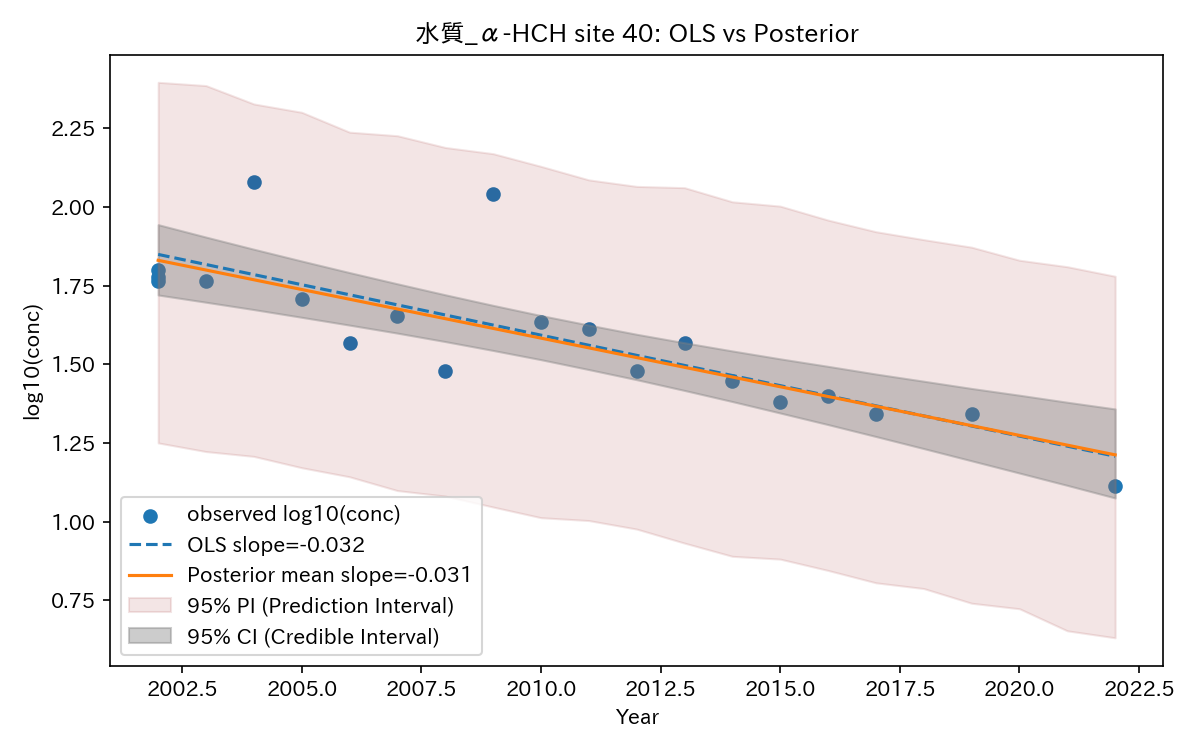 水質_α-HCH site 40: OLS vs Posterior
log10(conc)
2.25
2.00
1.75
1.50
1.25
1.00
0.75
observed log10(conc)
OLS slope=-0.032
Posterior mean slope=-0.031
95% PI (Prediction Interval)
95% CI (Credible Interval)
2002.5 2005.0 2007.5 2010.0 2012.5 2015.0 2017.5 2020.0 2022.5
Year